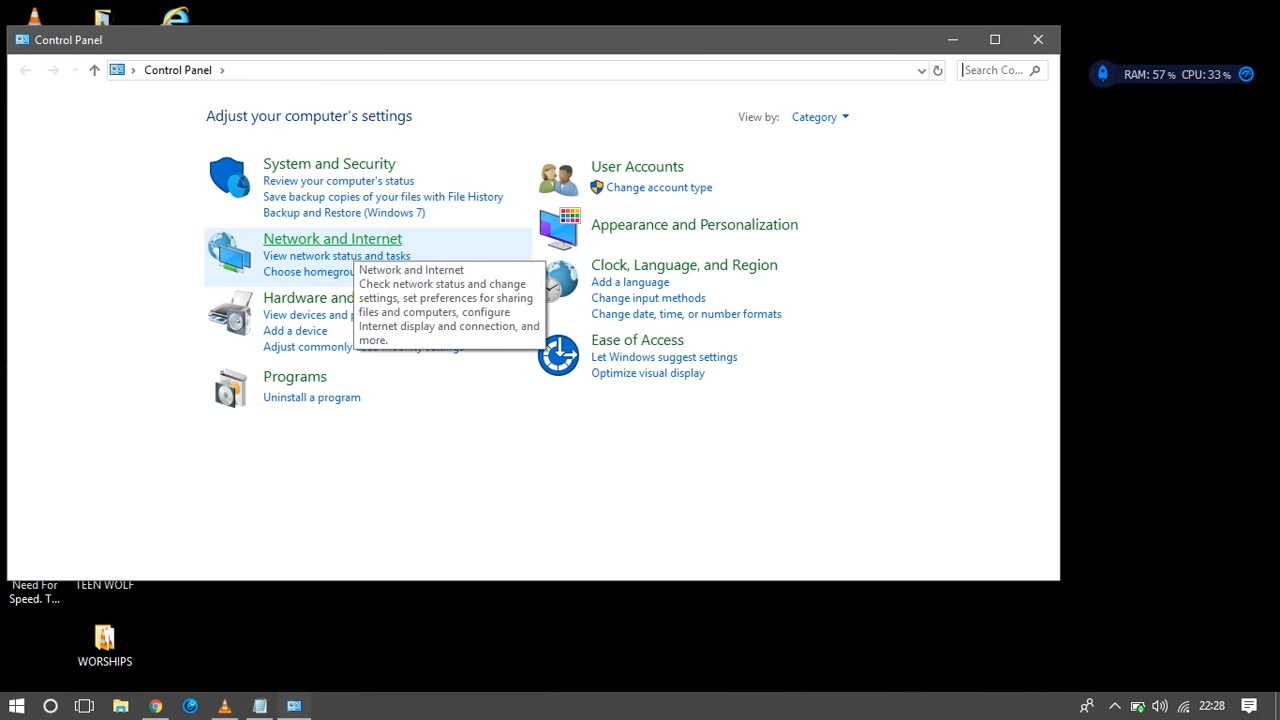 Control Panel
Control Panel
Search Co...
RAM: 57 % CPU: 33 %
Adjust your computer's settings
View by: Category
System and Security
Review your computer's status
Save backup copies of your files with File History
Backup and Restore (Windows 7)
Network and Internet
View network status and tasks
Choose homegrou
Network and Internet
Check network status and change
settings, set preferences for sharing
files and computers, configure
Internet display and connection, and
more.
Hardware and
View devices and p
Add a device
Adjust commonly
Programs
Uninstall a program
User Accounts
Change account type
Appearance and Personalization
Clock, Language, and Region
Add a language
Change input methods
Change date, time, or number formats
Ease of Access
Let Windows suggest settings
Optimize visual display
Need For
Speed. T...
TEEN WOLF
WORSHIPS
22:28